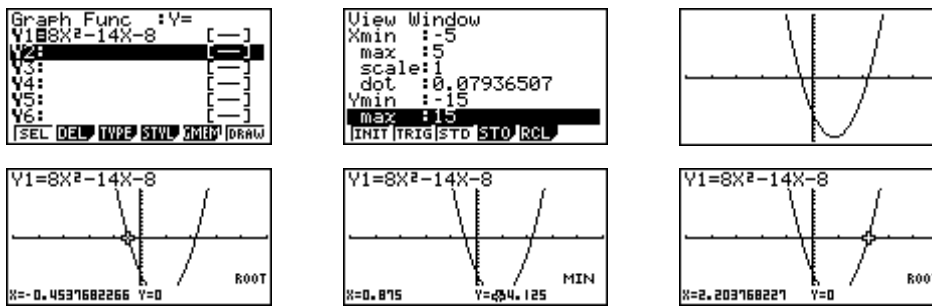 Graph Func :Y=
Y1=8X²-14X-8 [—]
Y2: [—]
Y3: [—]
Y4: [—]
Y5: [—]
Y6: [—]
SEL DEL TYPE STYL GMEM DRAW
View Window
Xmin :-5
max :5
scale:1
dot :0.07936507
Ymin :-15
max :15
INIT TRIG STD STO RCL
Y1=8X²-14X-8
ROOT
X=-0.4537682266 Y=0
Y1=8X²-14X-8
MIN
X=0.875 Y= 4.125
Y1=8X²-14X-8
ROO
X=2.203768227 Y=0